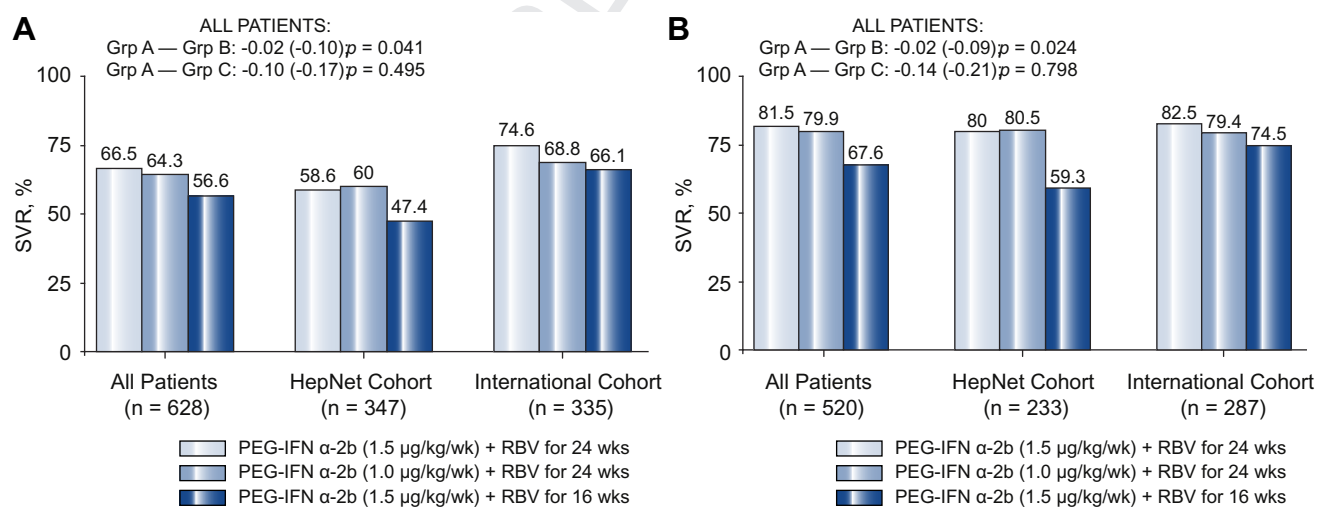 A
ALL PATIENTS:
Grp A — Grp B: -0.02 (-0.10);p = 0.041
Grp A — Grp C: -0.10 (-0.17);p = 0.495
SVR, %
100
75
50
25
0
66.5 64.3 56.6
58.6 60 47.4
74.6 68.8 66.1
All Patients HepNet Cohort International Cohort
(n = 628) (n = 347) (n = 335)
PEG-IFN α-2b (1.5 µg/kg/wk) + RBV for 24 wks
PEG-IFN α-2b (1.0 µg/kg/wk) + RBV for 24 wks
PEG-IFN α-2b (1.5 µg/kg/wk) + RBV for 16 wks
B
ALL PATIENTS:
Grp A — Grp B: -0.02 (-0.09);p = 0.024
Grp A — Grp C: -0.14 (-0.21);p = 0.798
SVR, %
100
75
50
25
0
81.5 79.9 67.6
80 80.5 59.3
82.5 79.4 74.5
All Patients HepNet Cohort International Cohort
(n = 520) (n = 233) (n = 287)
PEG-IFN α-2b (1.5 µg/kg/wk) + RBV for 24 wks
PEG-IFN α-2b (1.0 µg/kg/wk) + RBV for 24 wks
PEG-IFN α-2b (1.5 µg/kg/wk) + RBV for 16 wks